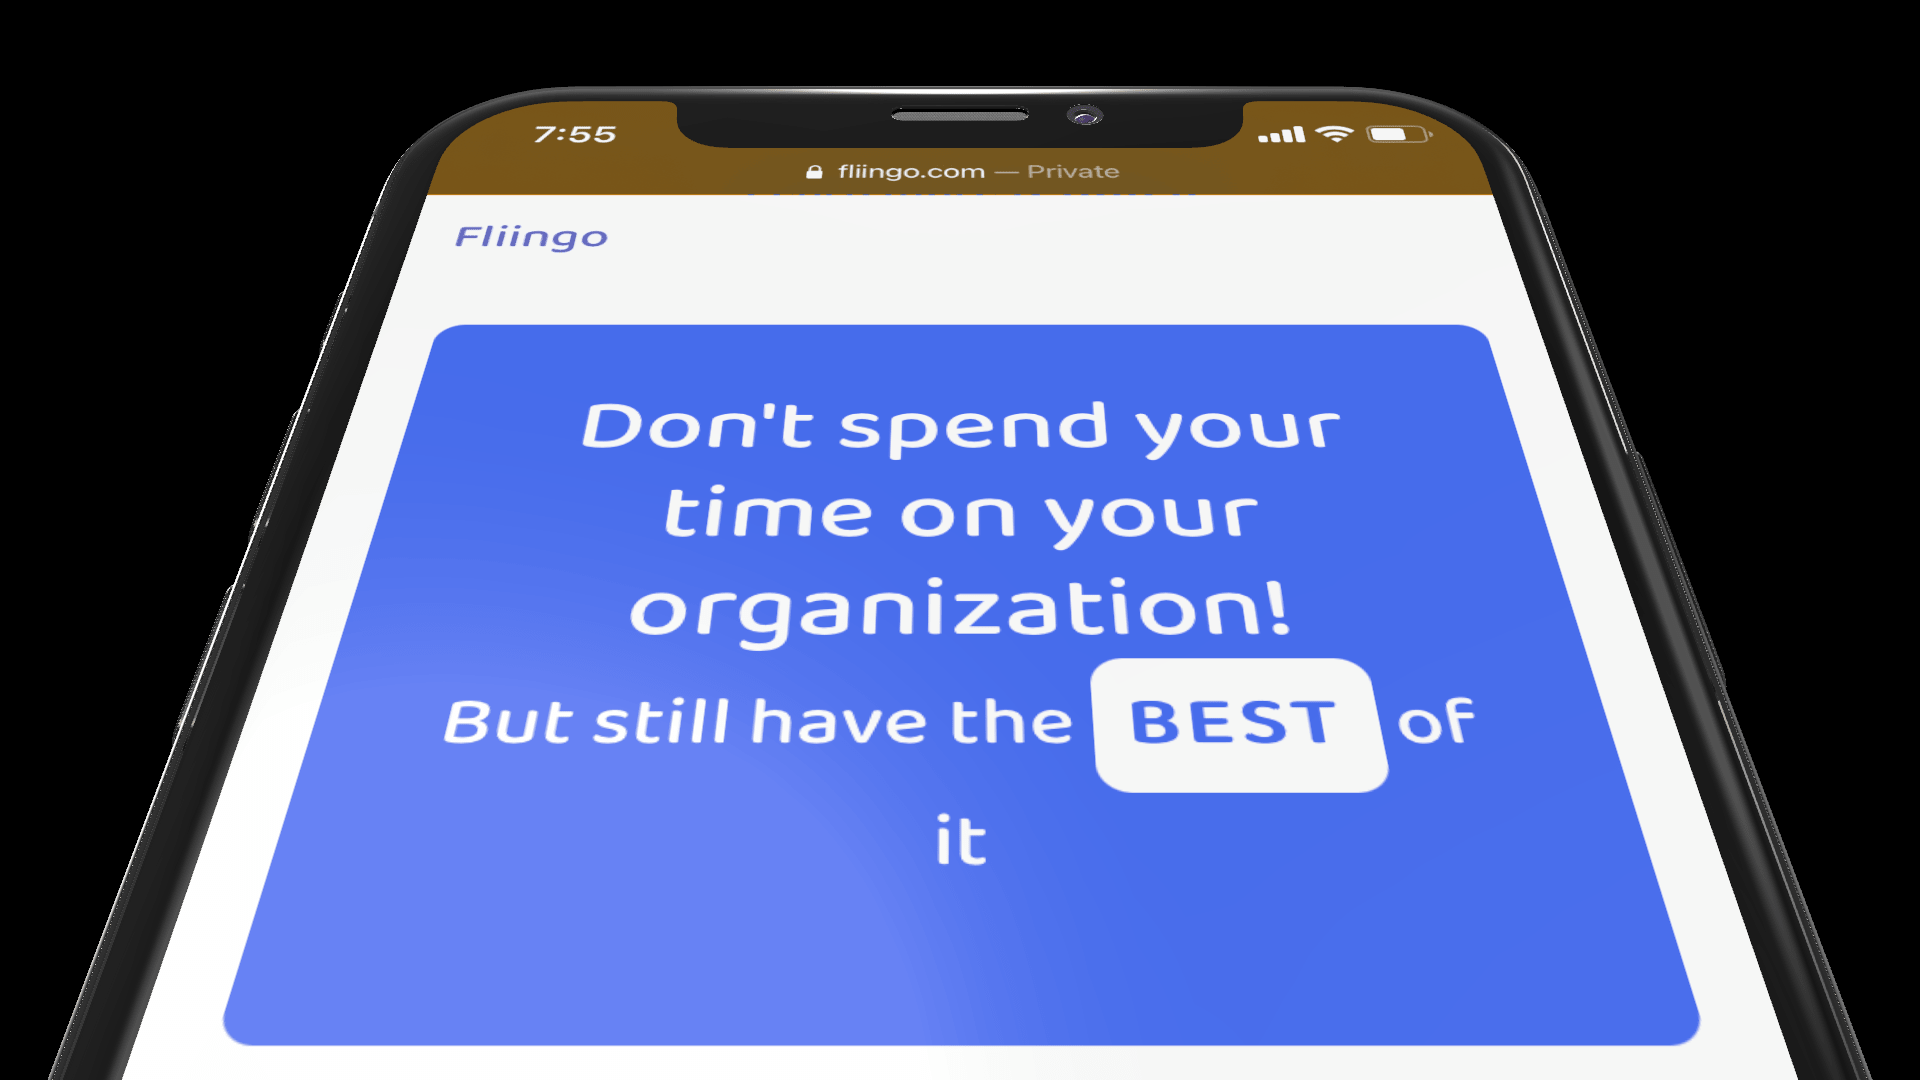 7:55
fliingo.com — Private
Fliingo
Don't spend your
time on your
organization!
But still have the BEST of
it